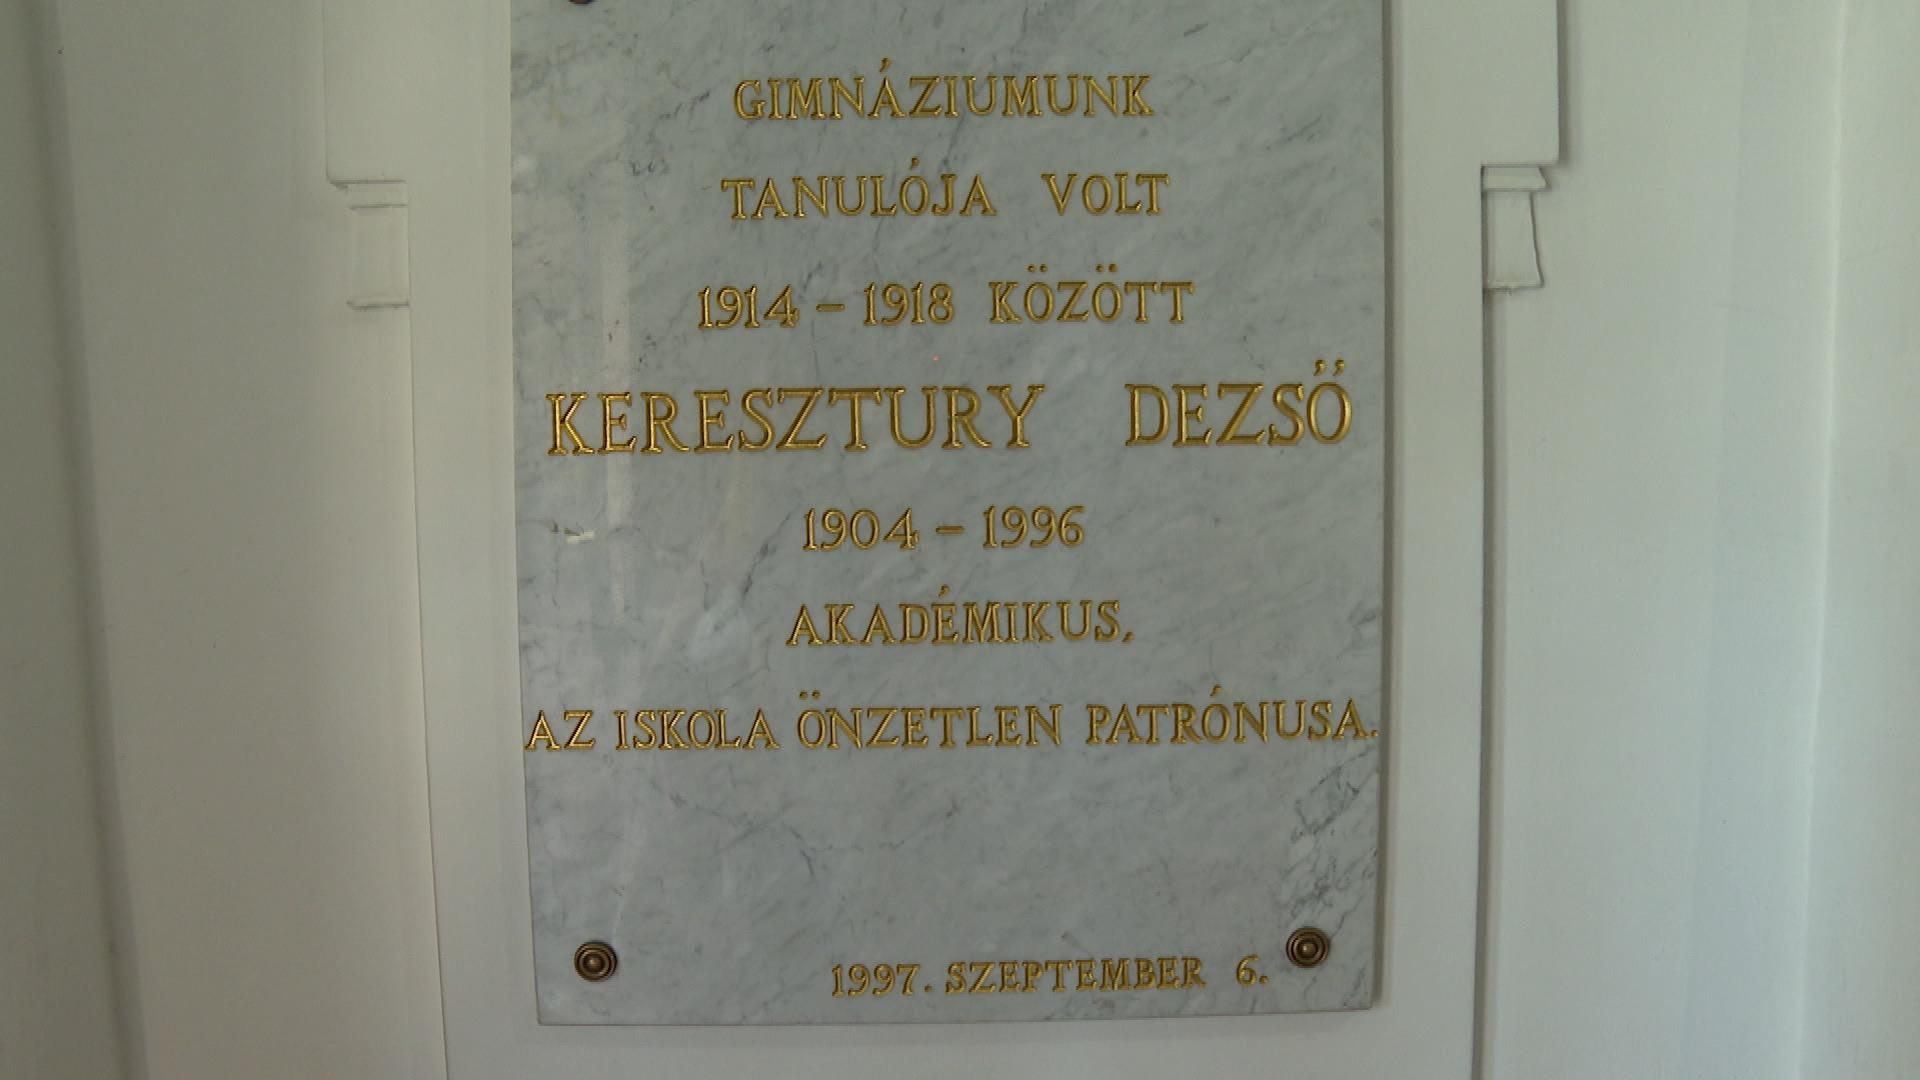 GIMNÁZIUMUNK
TANULÓJA VOLT
1914 – 1918 KÖZÖTT
KERESZTURY DEZSŐ
1904 – 1996
AKADÉMIKUS,
AZ ISKOLA ÖNZETLEN PATRÓNUSA.
1997. SZEPTEMBER 6.